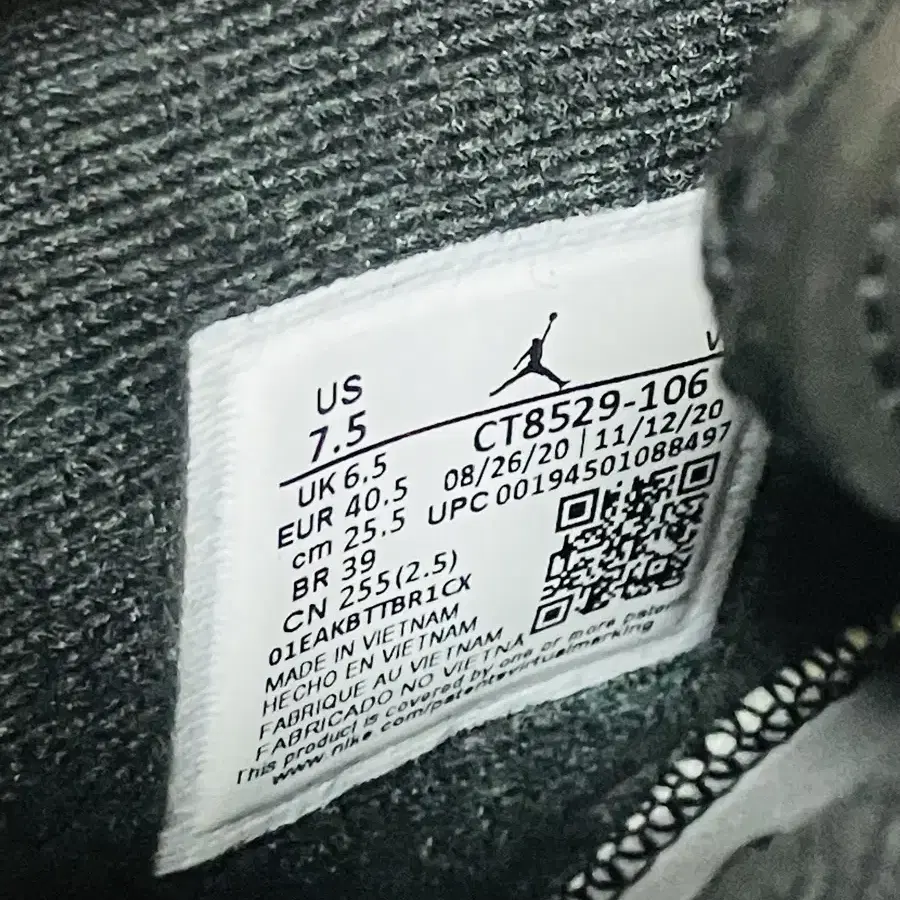 US
7.5
UK 6.5
EUR 40.5
cm 25.5
BR 39
CN 255(2.5)
V
CT8529-106
08/26/20 | 11/12/20
UPC 00194501088497
01EAKBTTBR1CX
MADE IN VIETNAM
HECHO EN VIETNAM
FABRIQUE AU VIETNAM
FABRICADO NO VIETNA
This product is covered by one or more paten
www.nike.com/patentsvirtualmarking